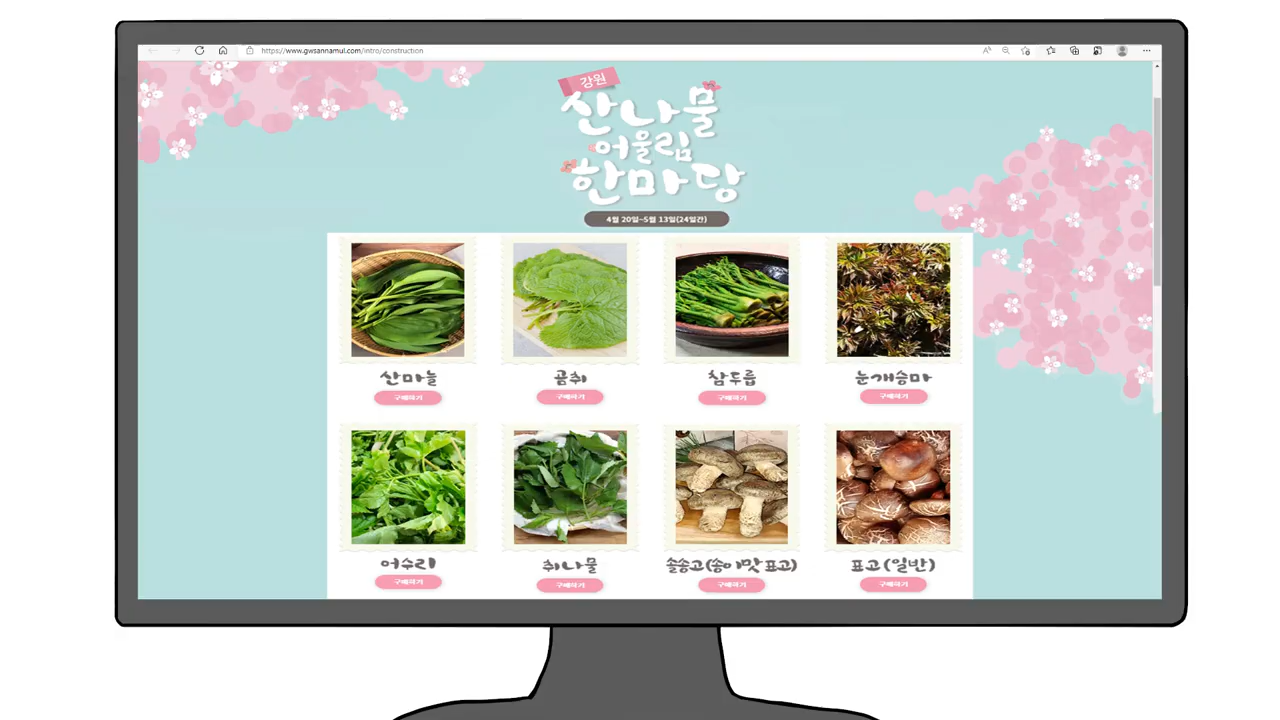 https://www.gwsannamul.com/intro/construction
강원
산나물
어울림
한마당
4월 20일~5월 13일(24일간)
산마늘 곰취 참두릅 눈개승마
구매하기 구매하기 구매하기 구매하기
어수리 취나물 솔송고(송이맛 표고) 표고(일반)
구매하기 구매하기 구매하기 구매하기